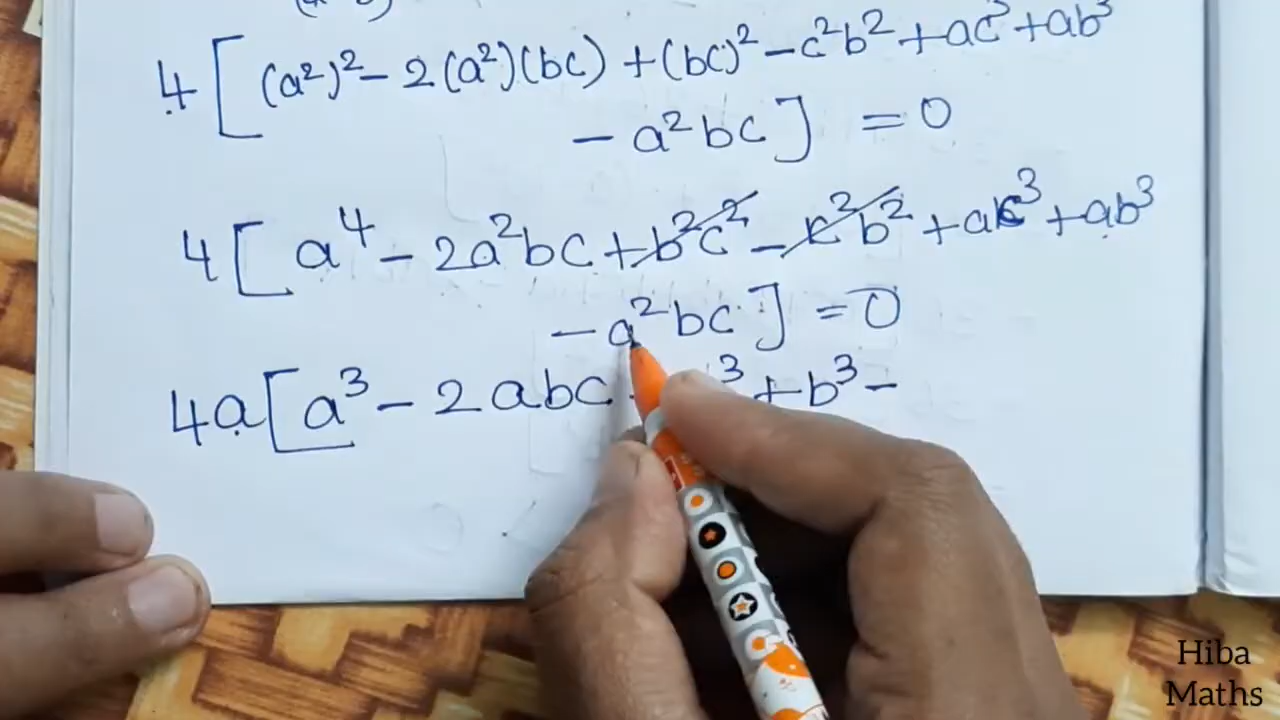 4[(a²)² - 2(a²)(bc) + (bc)² - c²b² + ac³ + ab³
- a²bc] = 0
4[a⁴ - 2a²bc + b²c² - c²b² + ac³ + ab³
- a²bc] = 0
4a[a³ - 2abc ³ + b³ -
Hiba
Maths